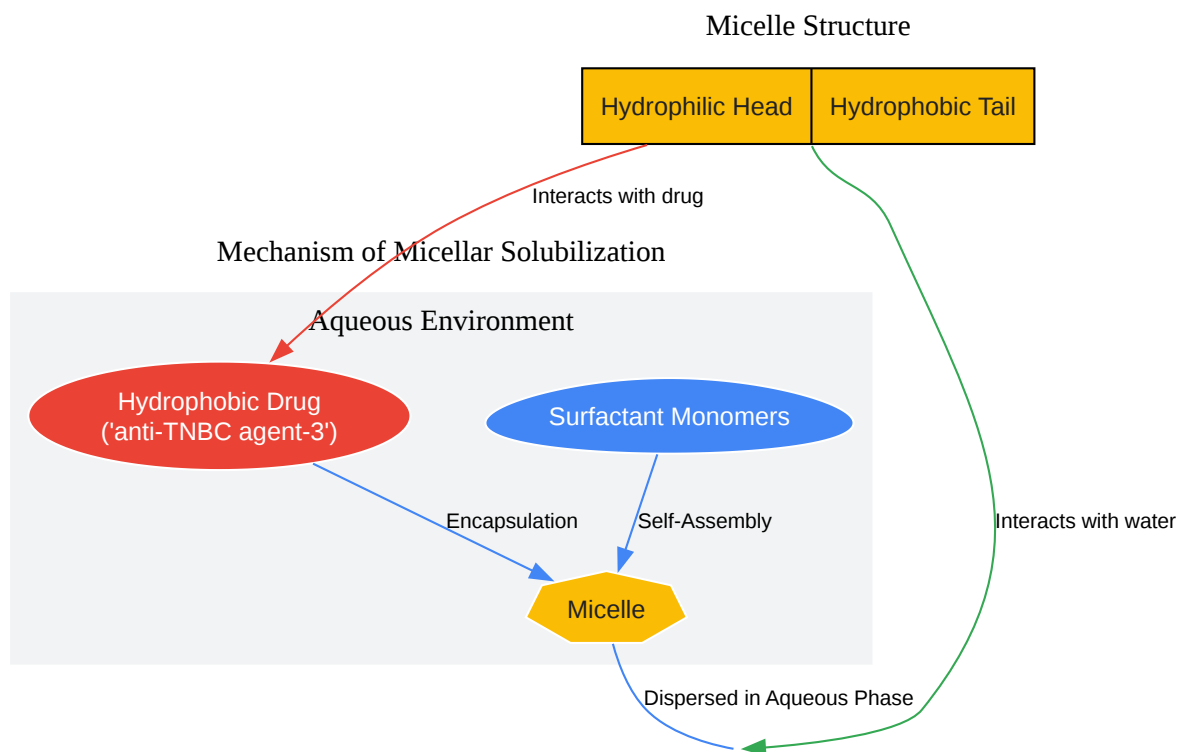 Micelle Structure
Hydrophilic Head
Hydrophobic Tail
Interacts with drug
Mechanism of Micellar Solubilization
Aqueous Environment
Hydrophobic Drug
('anti-TNBC agent-3')
Surfactant Monomers
Encapsulation
Self-Assembly
Interacts with water
Micelle
Dispersed in Aqueous Phase